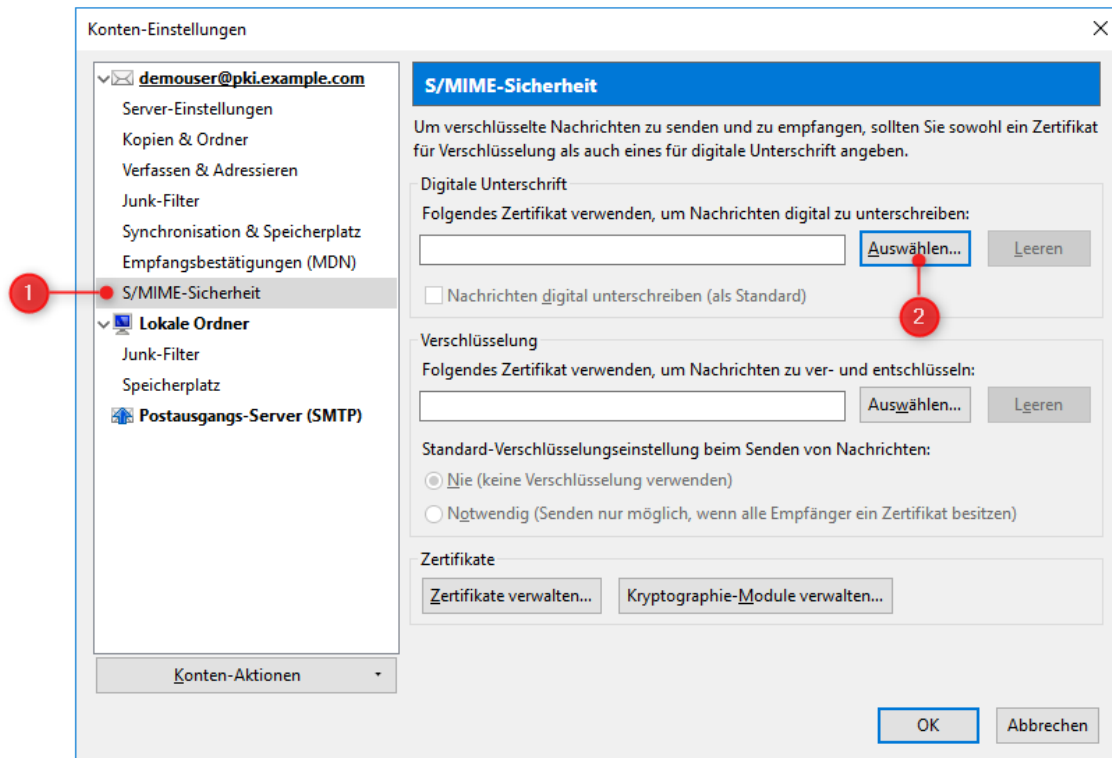 Konten-Einstellungen
demouser@pki.example.com
Server-Einstellungen
Kopien & Ordner
Verfassen & Adressieren
Junk-Filter
Synchronisation & Speicherplatz
Empfangsbestätigungen (MDN)
1
S/MIME-Sicherheit
Lokale Ordner
Junk-Filter
Speicherplatz
Postausgangs-Server (SMTP)
Konten-Aktionen
S/MIME-Sicherheit
Um verschlüsselte Nachrichten zu senden und zu empfangen, sollten Sie sowohl ein Zertifikat
für Verschlüsselung als auch eines für digitale Unterschrift angeben.
Digitale Unterschrift
Folgendes Zertifikat verwenden, um Nachrichten digital zu unterschreiben:
Auswählen... Leeren
Nachrichten digital unterschreiben (als Standard)
2
Verschlüsselung
Folgendes Zertifikat verwenden, um Nachrichten zu ver- und entschlüsseln:
Auswählen... Leeren
Standard-Verschlüsselungseinstellung beim Senden von Nachrichten:
Nie (keine Verschlüsselung verwenden)
Notwendig (Senden nur möglich, wenn alle Empfänger ein Zertifikat besitzen)
Zertifikate
Zertifikate verwalten... Kryptographie-Module verwalten...
OK Abbrechen